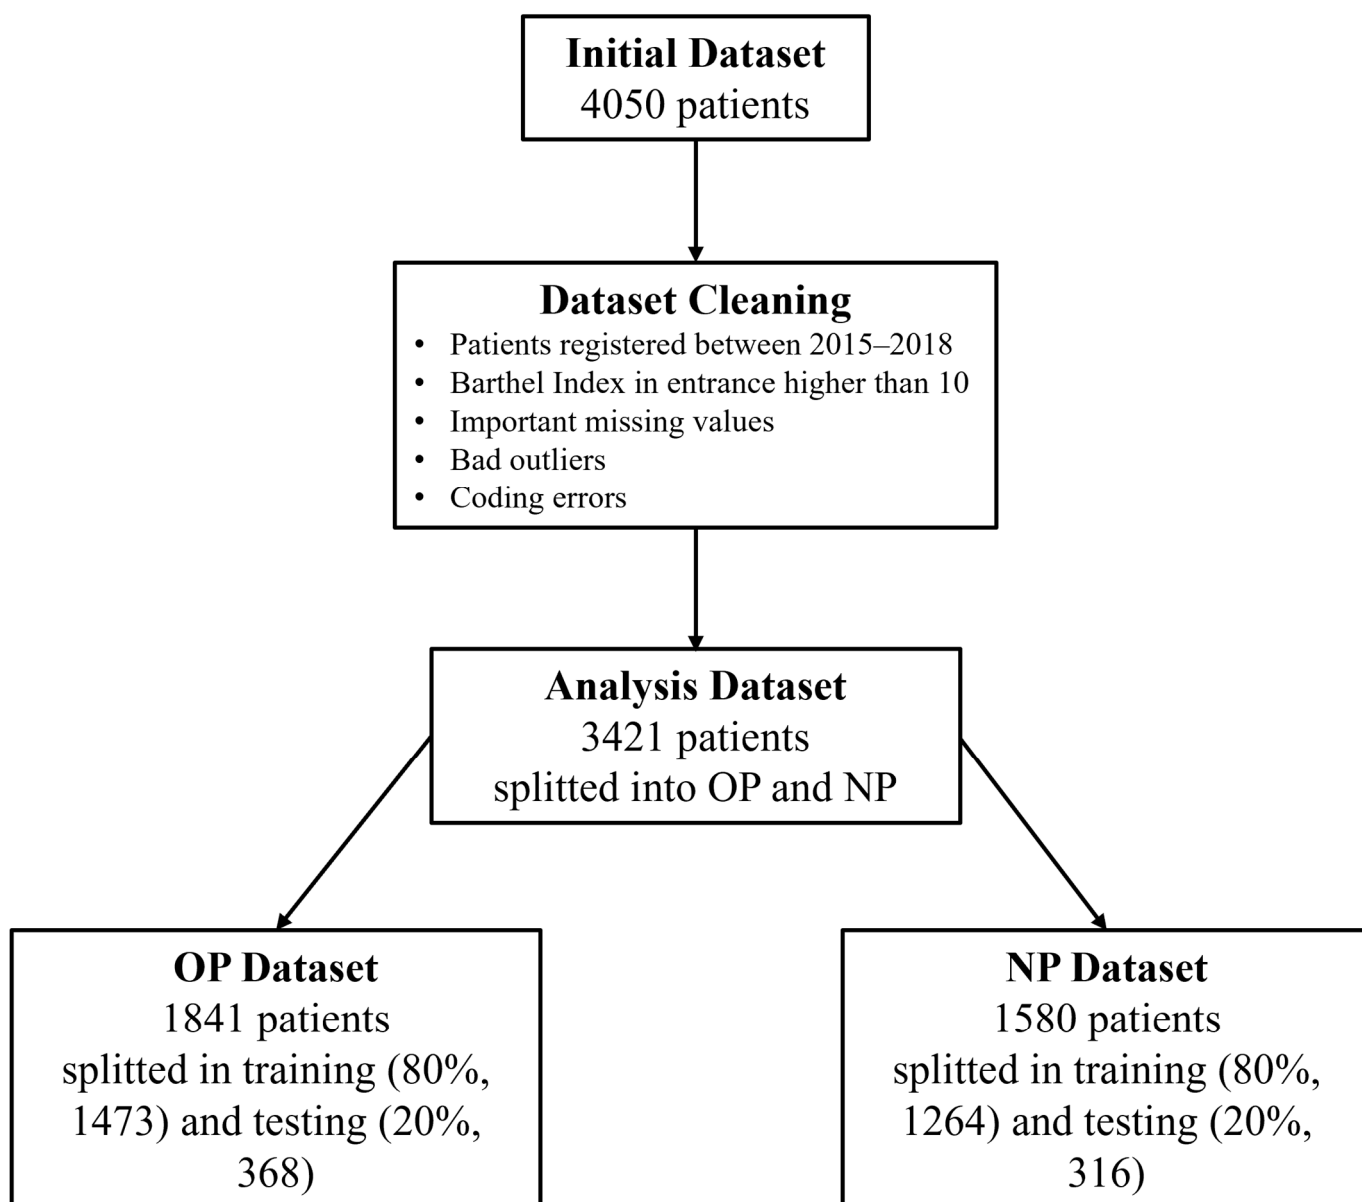 Initial Dataset
4050 patients
Dataset Cleaning
• Patients registered between 2015–2018
• Barthel Index in entrance higher than 10
• Important missing values
• Bad outliers
• Coding errors
Analysis Dataset
3421 patients
splitted into OP and NP
OP Dataset
1841 patients
splitted in training (80%,
1473) and testing (20%,
368)
NP Dataset
1580 patients
splitted in training (80%,
1264) and testing (20%,
316)